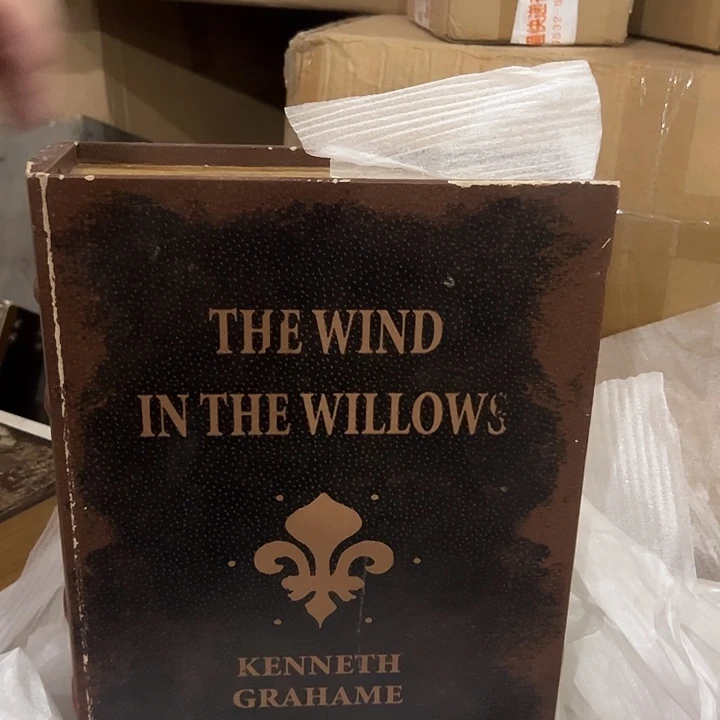 THE WIND
IN THE WILLOWS
KENNETH
GRAHAME